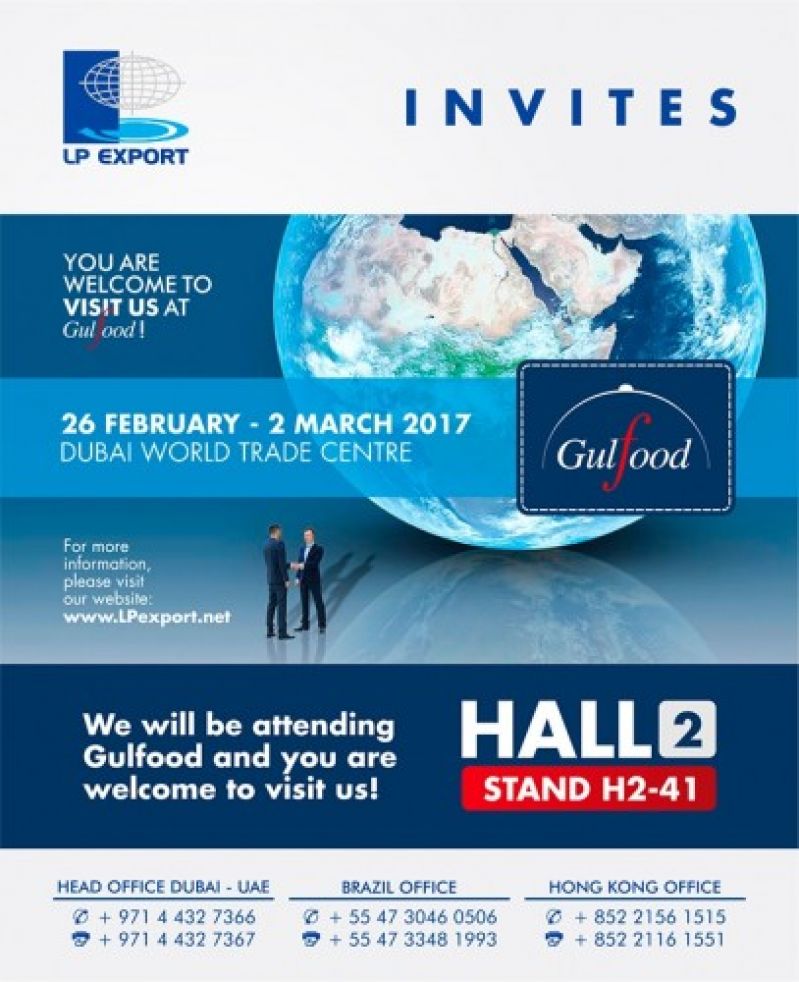 LP EXPORT
INVITES
YOU ARE
WELCOME TO
VISIT US AT
Gulfood!
26 FEBRUARY - 2 MARCH 2017
DUBAI WORLD TRADE CENTRE
Gulfood
For more
information,
please visit
our website:
www.LPexport.net
We will be attending
Gulfood and you are
welcome to visit us!
HALL 2
STAND H2-41
HEAD OFFICE DUBAI - UAE
✆ + 971 4 432 7366
☎ + 971 4 432 7367
BRAZIL OFFICE
✆ + 55 47 3046 0506
☎ + 55 47 3348 1993
HONG KONG OFFICE
✆ + 852 2156 1515
☎ + 852 2116 1551